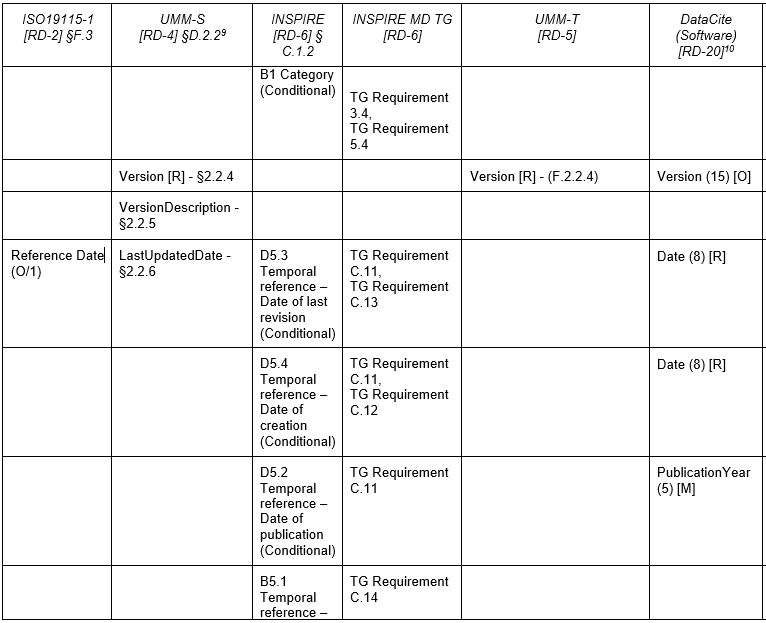 ISO19115-1
[RD-2] §F.3
UMM-S
[RD-4] §D.2.2⁹
INSPIRE
[RD-6] §
C.1.2
INSPIRE MD TG
[RD-6]
UMM-T
[RD-5]
DataCite
(Software)
[RD-20]¹⁰
B1 Category
(Conditional)
TG Requirement
3.4,
TG Requirement
5.4
Version [R] - §2.2.4
Version [R] - (F.2.2.4)
Version (15) [O]
VersionDescription -
§2.2.5
Reference Date
(O/1)
LastUpdatedDate -
§2.2.6
D5.3
Temporal
reference –
Date of last
revision
(Conditional)
TG Requirement
C.11,
TG Requirement
C.13
Date (8) [R]
D5.4
Temporal
reference –
Date of
creation
(Conditional)
TG Requirement
C.11,
TG Requirement
C.12
Date (8) [R]
D5.2
Temporal
reference –
Date of
publication
(Conditional)
TG Requirement
C.11
PublicationYear
(5) [M]
B5.1
Temporal
reference –
TG Requirement
C.14